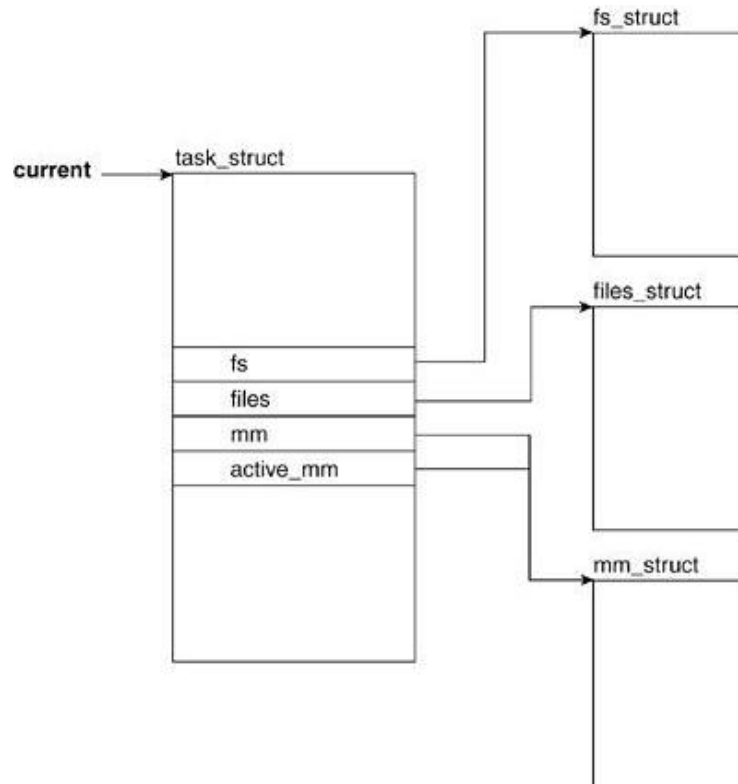 fs_struct
task_struct
current
files_struct
fs
files
mm
active_mm
mm_struct